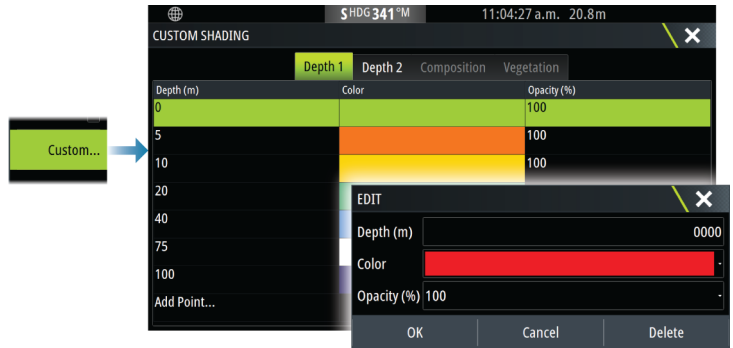 SHDG 341°M 11:04:27 a.m. 20.8m
CUSTOM SHADING
Depth 1 Depth 2 Composition Vegetation
Depth (m) Color Opacity (%)
0 100
5 100
10 100
20
40
75
100
Add Point...
Custom...
EDIT
Depth (m) 0000
Color -
Opacity (%) 100 -
OK Cancel Delete